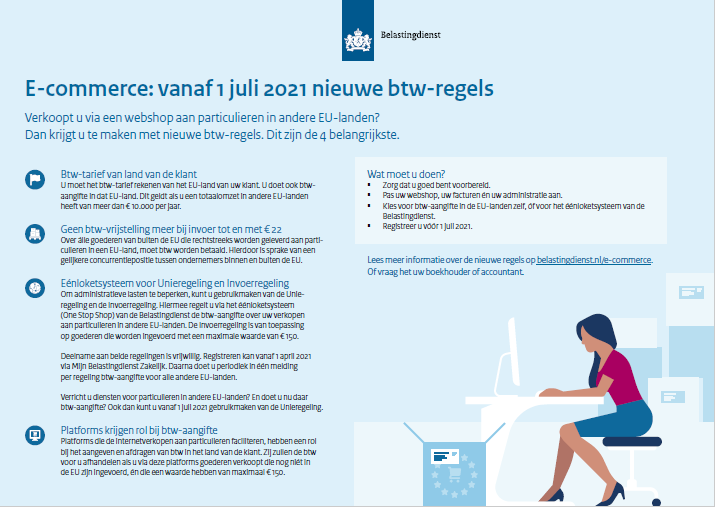 Belastingdienst
E-commerce: vanaf 1 juli 2021 nieuwe btw-regels
Verkoopt u via een webshop aan particulieren in andere EU-landen?
Dan krijgt u te maken met nieuwe btw-regels. Dit zijn de 4 belangrijkste.
Btw-tarief van land van de klant
U moet het btw-tarief rekenen van het EU-land van uw klant. U doet ook btw-
aangifte in dat EU-land. Dit geldt als u een totaalomzet in andere EU-landen
heeft van meer dan € 10.000 per jaar.
Geen btw-vrijstelling meer bij invoer tot en met € 22
Over álle goederen van buiten de EU die rechtstreeks worden geleverd aan parti-
culieren in een EU-land, moet btw worden betaald. Hierdoor is sprake van een
gelijkere concurrentiepositie tussen ondernemers binnen en buiten de EU.
Eénloketsysteem voor Unieregeling en Invoerregeling
Om administratieve lasten te beperken, kunt u gebruikmaken van de Unie-
regeling en de Invoerregeling. Hiermee regelt u via het éénloketsysteem
(One Stop Shop) van de Belastingdienst de btw-aangifte over uw verkopen
aan particulieren in andere EU-landen. De Invoerregeling is van toepassing
op goederen die worden ingevoerd met een maximale waarde van € 150.
Deelname aan beide regelingen is vrijwillig. Registreren kan vanaf 1 april 2021
via Mijn Belastingdienst Zakelijk. Daarna doet u periodiek in één melding
per regeling btw-aangifte voor alle andere EU-landen.
Verricht u diensten voor particulieren in andere EU-landen? En doet u nu daar
btw-aangifte? Ook dan kunt u vanaf 1 juli 2021 gebruikmaken van de Unieregeling.
Platforms krijgen rol bij btw-aangifte
Platforms die de internetverkopen aan particulieren faciliteren, hebben een rol
bij het aangeven en afdragen van btw in het land van de klant. Zij zullen de btw
voor u afhandelen als u via deze platforms goederen verkoopt die nog niét in
de EU zijn ingevoerd, én die een waarde hebben van maximaal € 150.
Wat moet u doen?
▪ Zorg dat u goed bent voorbereid.
▪ Pas uw webshop, uw facturen én uw administratie aan.
▪ Kies voor btw-aangifte in de EU-landen zelf, óf voor het éénloketsysteem van de
Belastingdienst.
▪ Registreer u vóór 1 juli 2021.
Lees meer informatie over de nieuwe regels op belastingdienst.nl/e-commerce.
Of vraag het uw boekhouder of accountant.